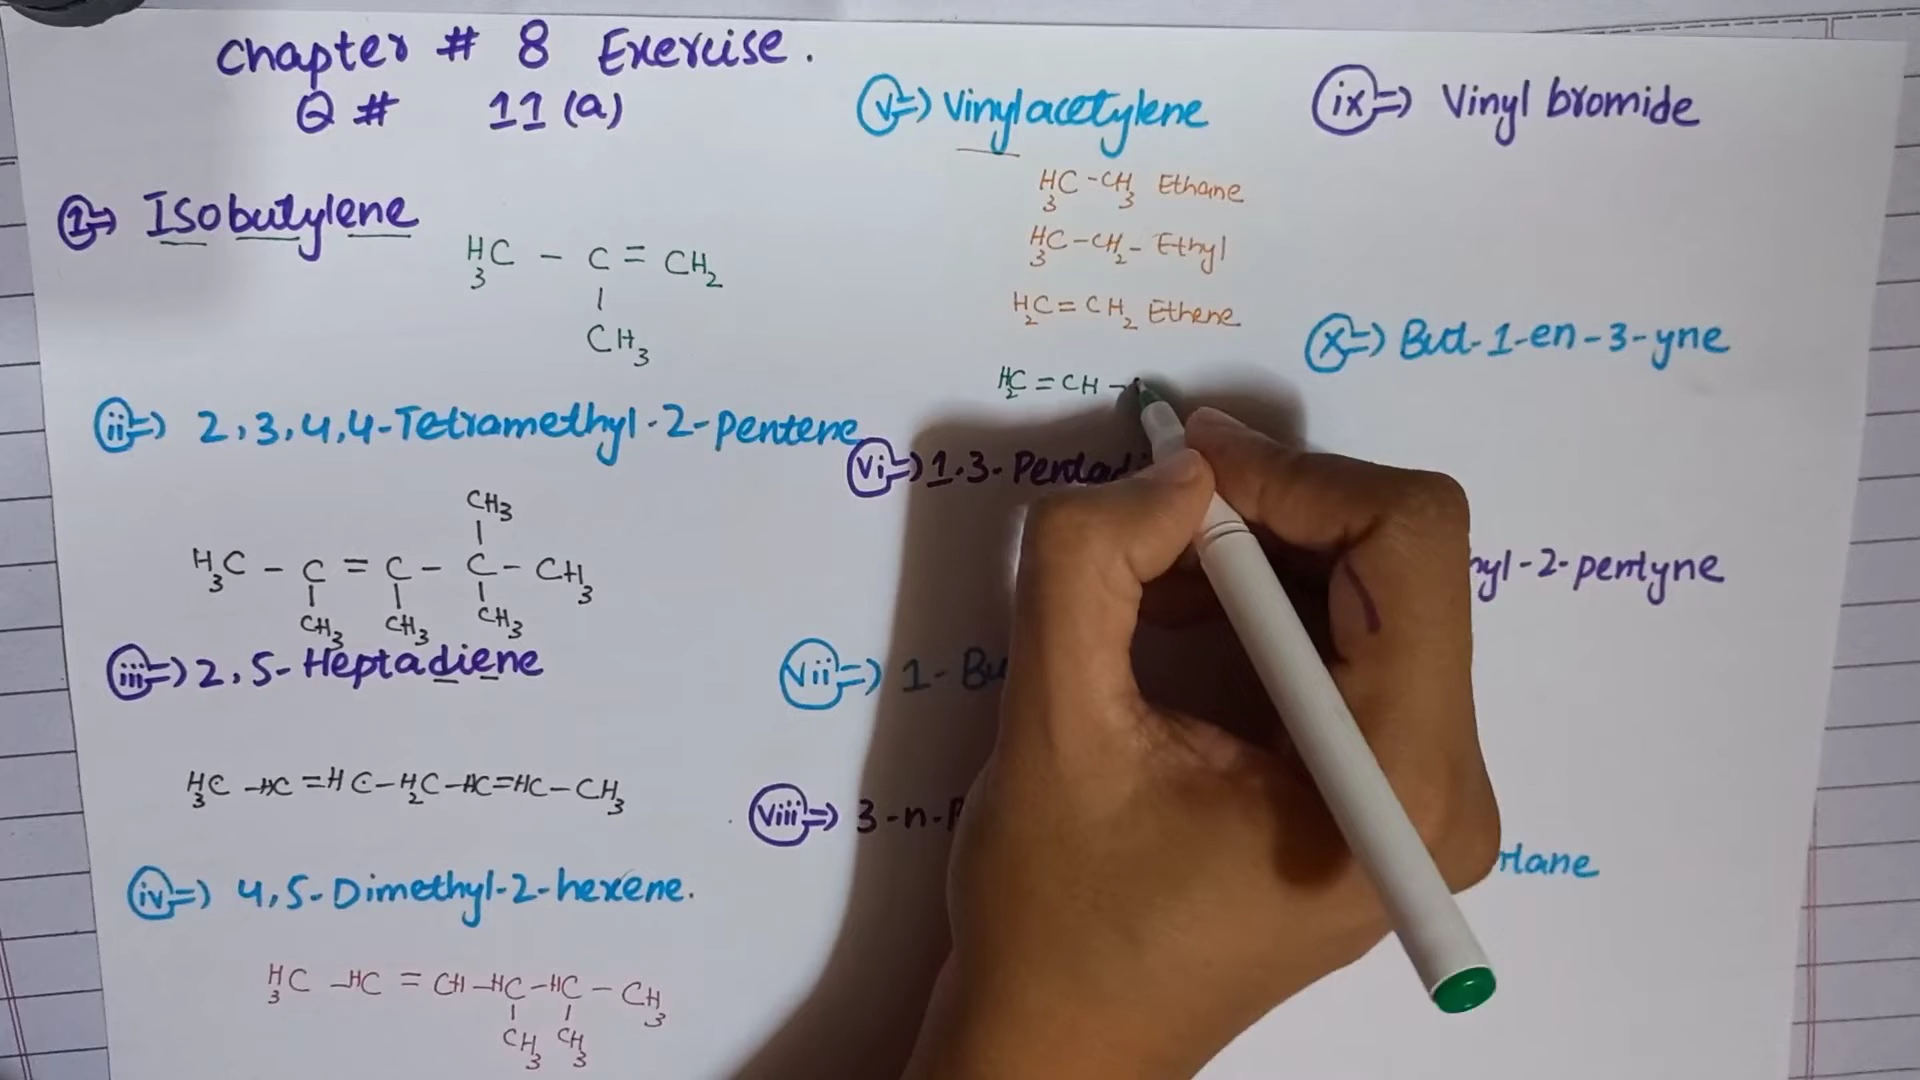 Chapter # 8 Exercise.
Q # 11 (a)
I => Isobutylene
H3C - C = CH2
|
CH3
ii => 2,3,4,4-Tetramethyl-2-pentene
CH3
|
H3C - C = C - C - CH3
| | |
CH3 CH3 CH3
iii => 2,5-Heptadiene
H3C -HC =HC-H2C-HC=HC-CH3
iv => 4,5-Dimethyl-2-hexene.
H3C -HC = CH-HC-HC-CH3
| |
CH3 CH3
v => Vinylacetylene
H3C-CH3 Ethane
H3C-CH2- Ethyl
H2C=CH2 Ethene
H2C=CH-
vi => 1.3-
vii => 1-
viii => 3-n-
ix => Vinyl bromide
x => But-1-en-3-yne
hyl-2-pentyne